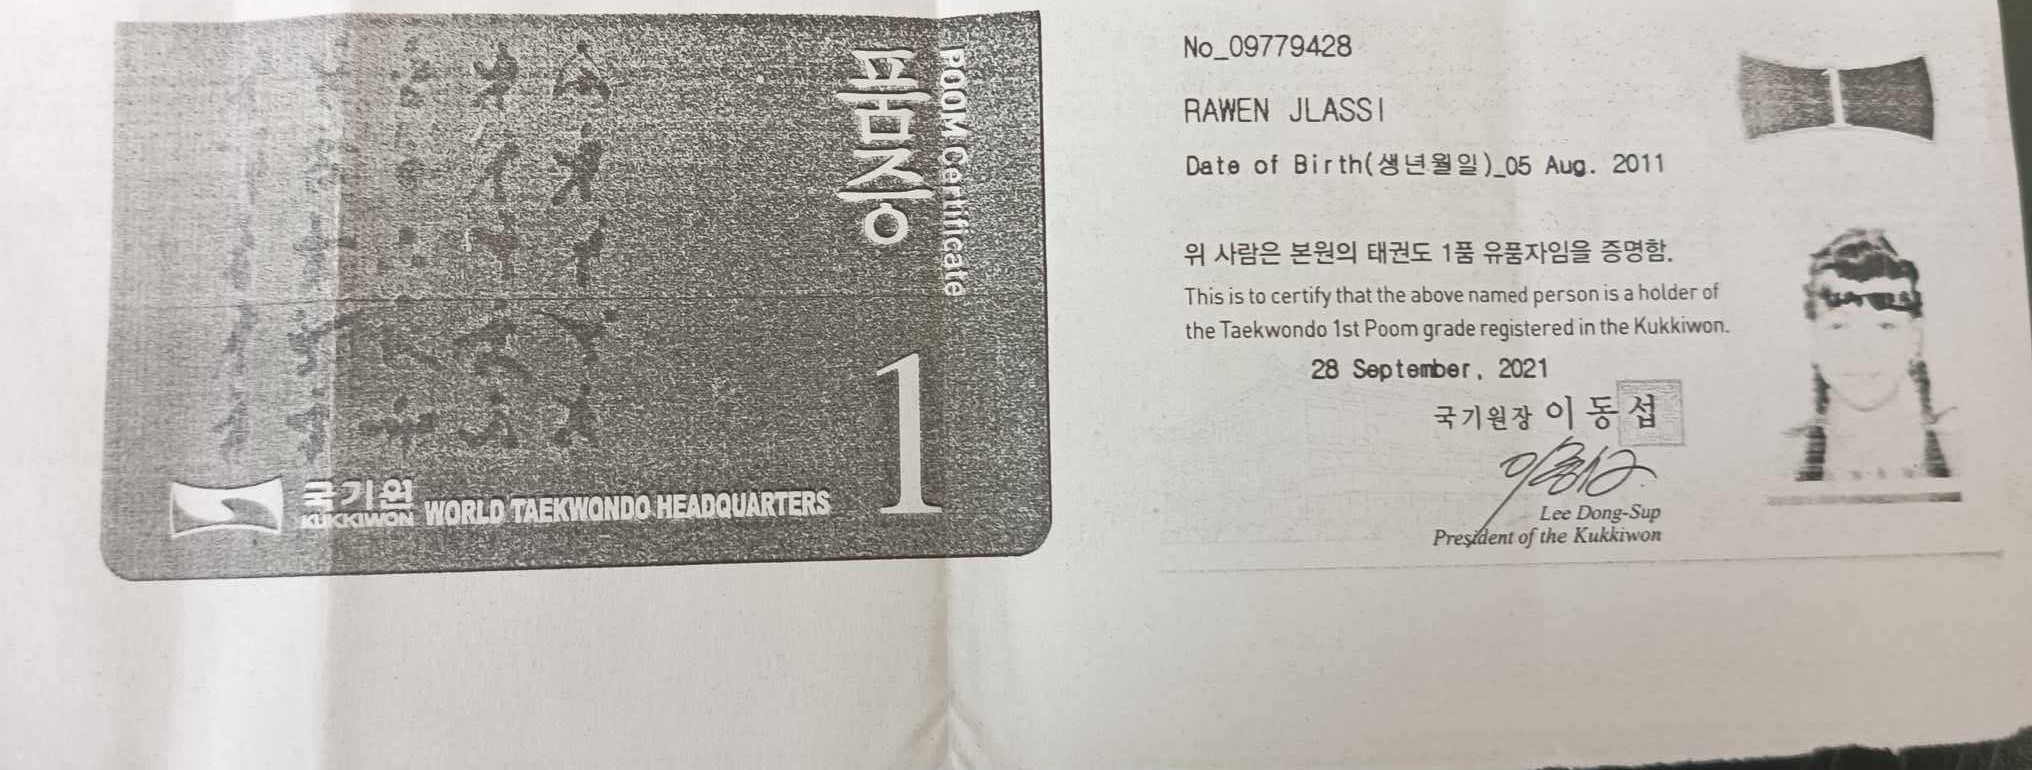 품증
POOM Certificate
1
국기원
KUKKIWON
WORLD TAEKWONDO HEADQUARTERS
No_09779428
1
RAWEN JLASSI
Date of Birth(생년월일)_05 Aug. 2011
위 사람은 본원의 태권도 1품 유품자임을 증명함.
This is to certify that the above named person is a holder of
the Taekwondo 1st Poom grade registered in the Kukkiwon.
28 September, 2021
국기원장 이동섭
Lee Dong-Sup
President of the Kukkiwon